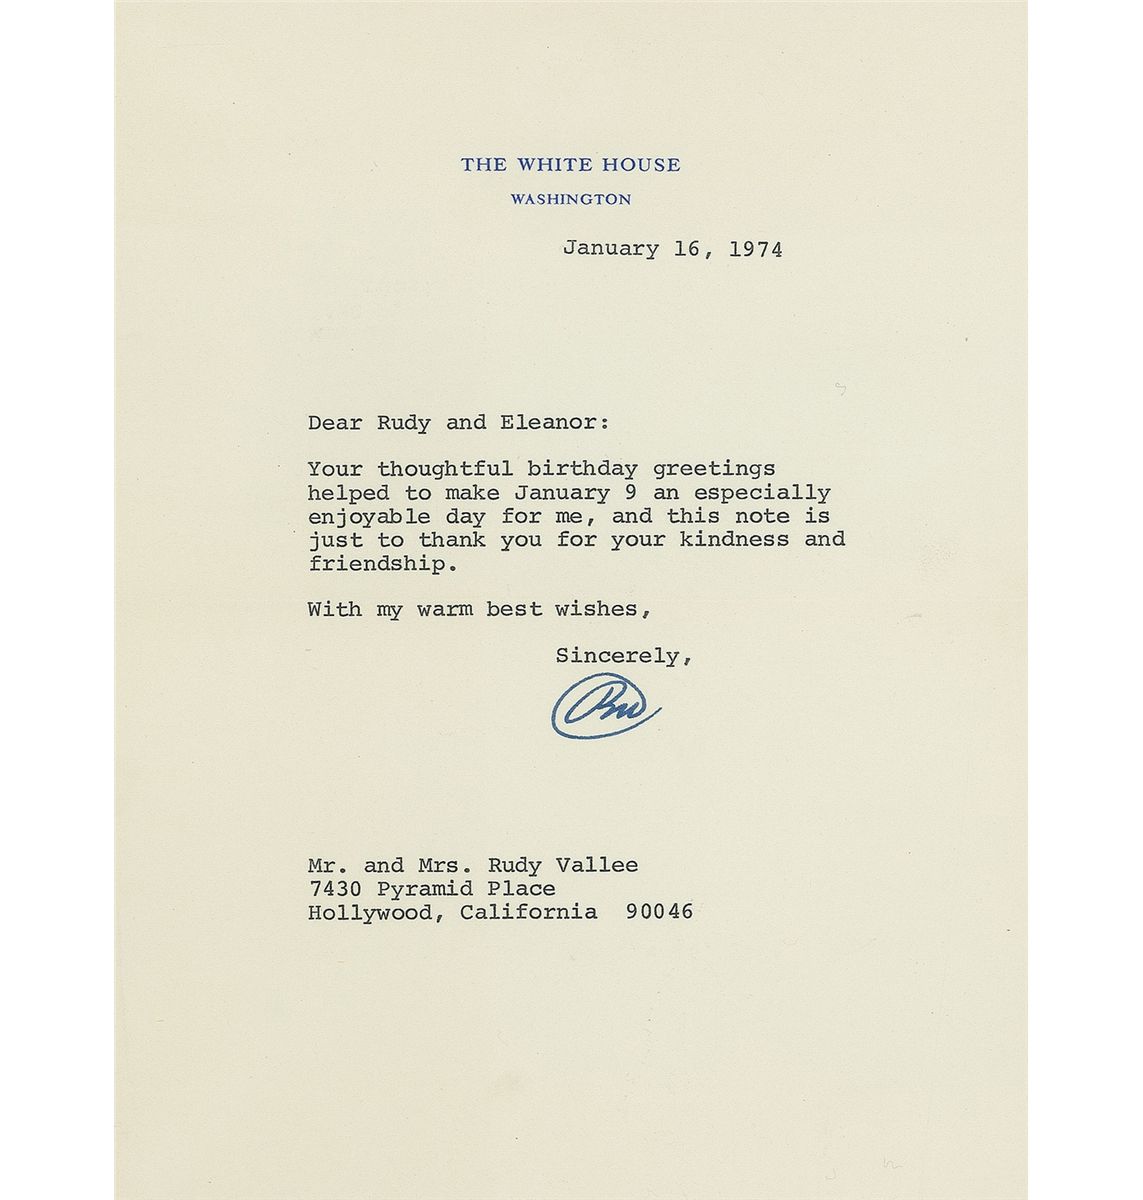 THE WHITE HOUSE
WASHINGTON
January 16, 1974
Dear Rudy and Eleanor:
Your thoughtful birthday greetings
helped to make January 9 an especially
enjoyable day for me, and this note is
just to thank you for your kindness and
friendship.
With my warm best wishes,
Sincerely,
Mr. and Mrs. Rudy Vallee
7430 Pyramid Place
Hollywood, California 90046